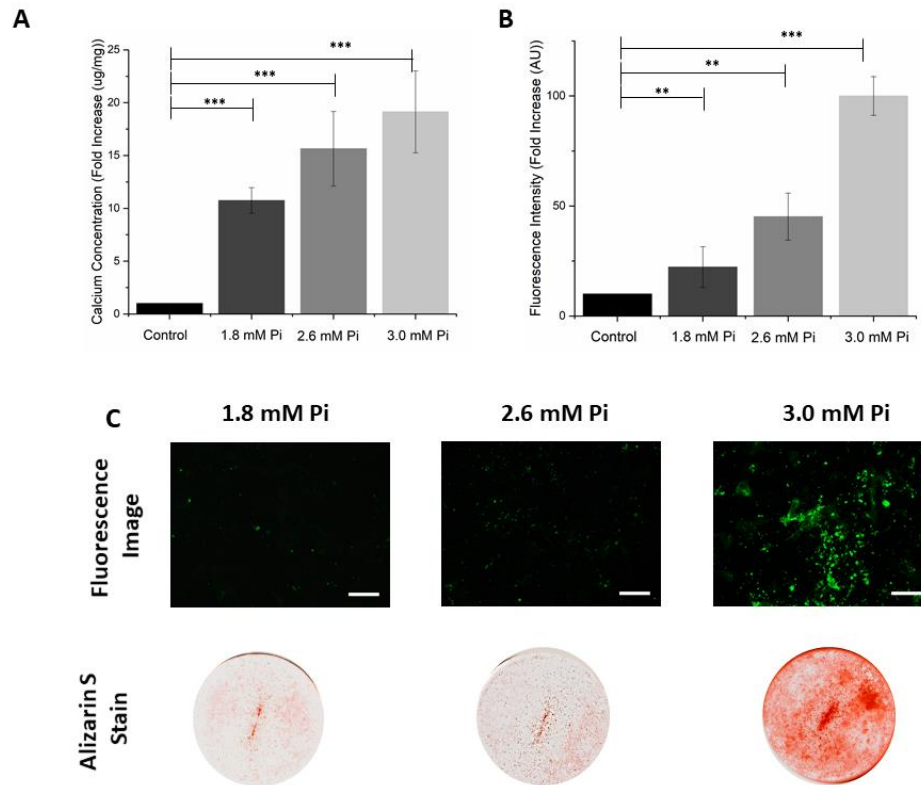 A
Calcium Concentration (Fold Increase (ug/mg))
25
20
15
10
5
0
***
***
***
Control
1.8 mM Pi
2.6 mM Pi
3.0 mM Pi
B
Fluorescence Intensity (Fold Increase (AU))
100
50
0
***
**
**
Control
1.8 mM Pi
2.6 mM Pi
3.0 mM Pi
C
1.8 mM Pi
2.6 mM Pi
3.0 mM Pi
Fluorescence
Image
Alizarin S
Stain